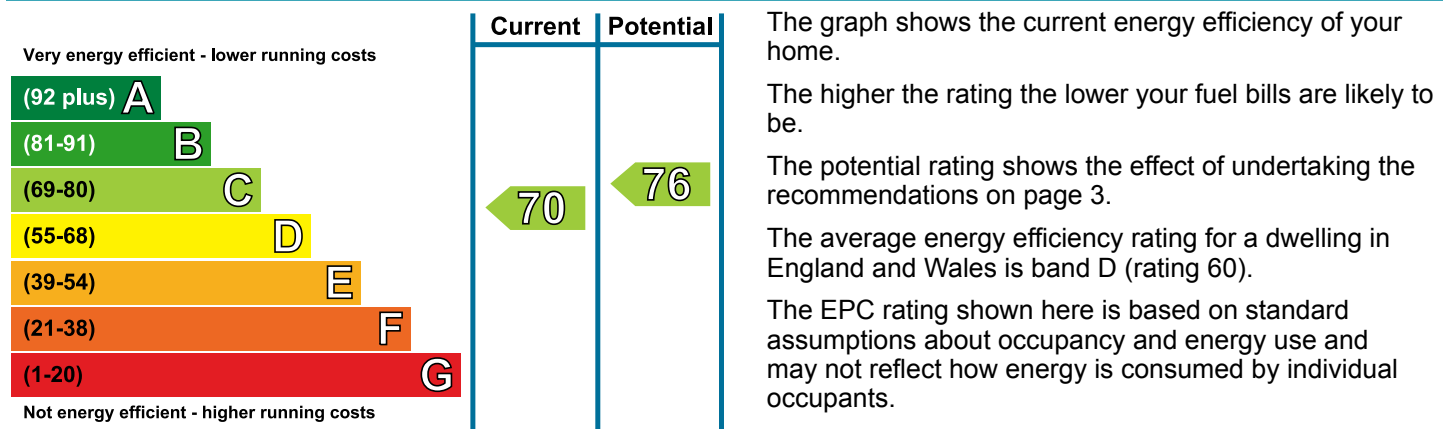 Current Potential
Very energy efficient - lower running costs
(92 plus) A
(81-91) B
(69-80) C
(55-68) D
(39-54) E
(21-38) F
(1-20) G
Not energy efficient - higher running costs
70
76
The graph shows the current energy efficiency of your
home.
The higher the rating the lower your fuel bills are likely to
be.
The potential rating shows the effect of undertaking the
recommendations on page 3.
The average energy efficiency rating for a dwelling in
England and Wales is band D (rating 60).
The EPC rating shown here is based on standard
assumptions about occupancy and energy use and
may not reflect how energy is consumed by individual
occupants.